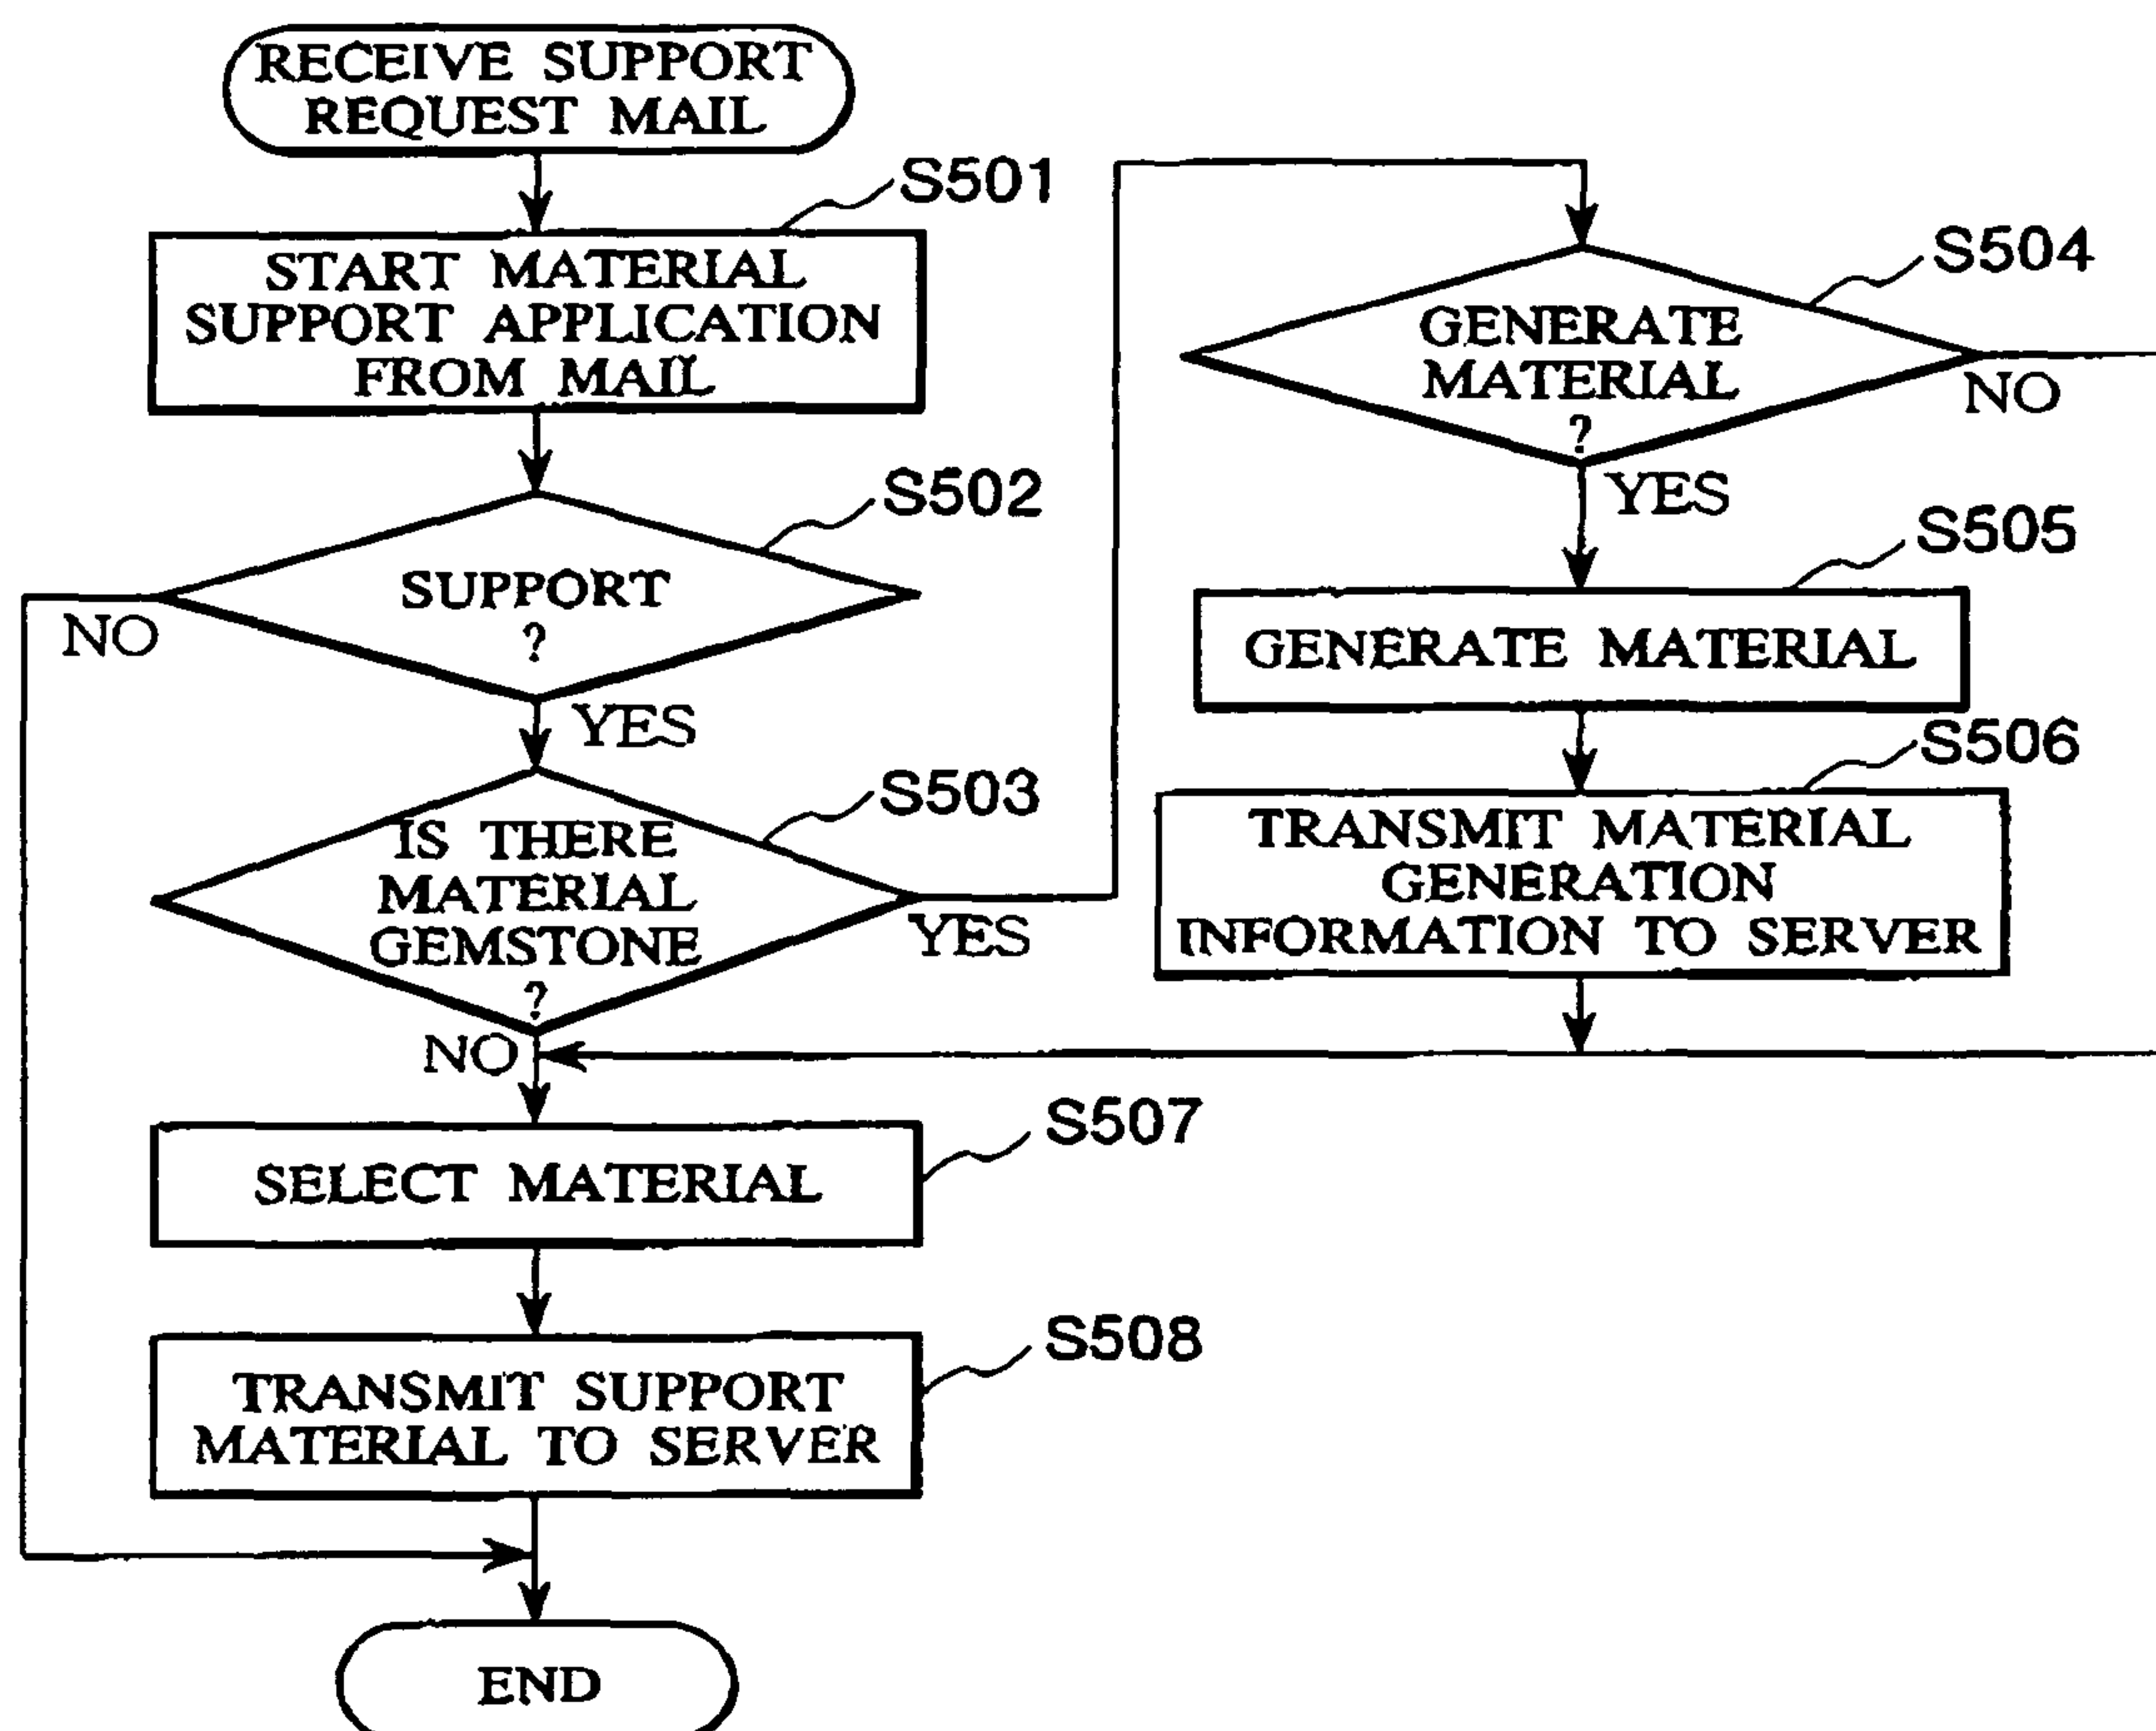 RECEIVE SUPPORT
REQUEST MAIL
S501
START MATERIAL
SUPPORT APPLICATION
FROM MAIL
S502
SUPPORT
?
NO
YES
S503
IS THERE
MATERIAL
GEMSTONE
?
YES
NO
S504
GENERATE
MATERIAL
?
NO
YES
S505
GENERATE MATERIAL
S506
TRANSMIT MATERIAL
GENERATION
INFORMATION TO SERVER
S507
SELECT MATERIAL
S508
TRANSMIT SUPPORT
MATERIAL TO SERVER
END